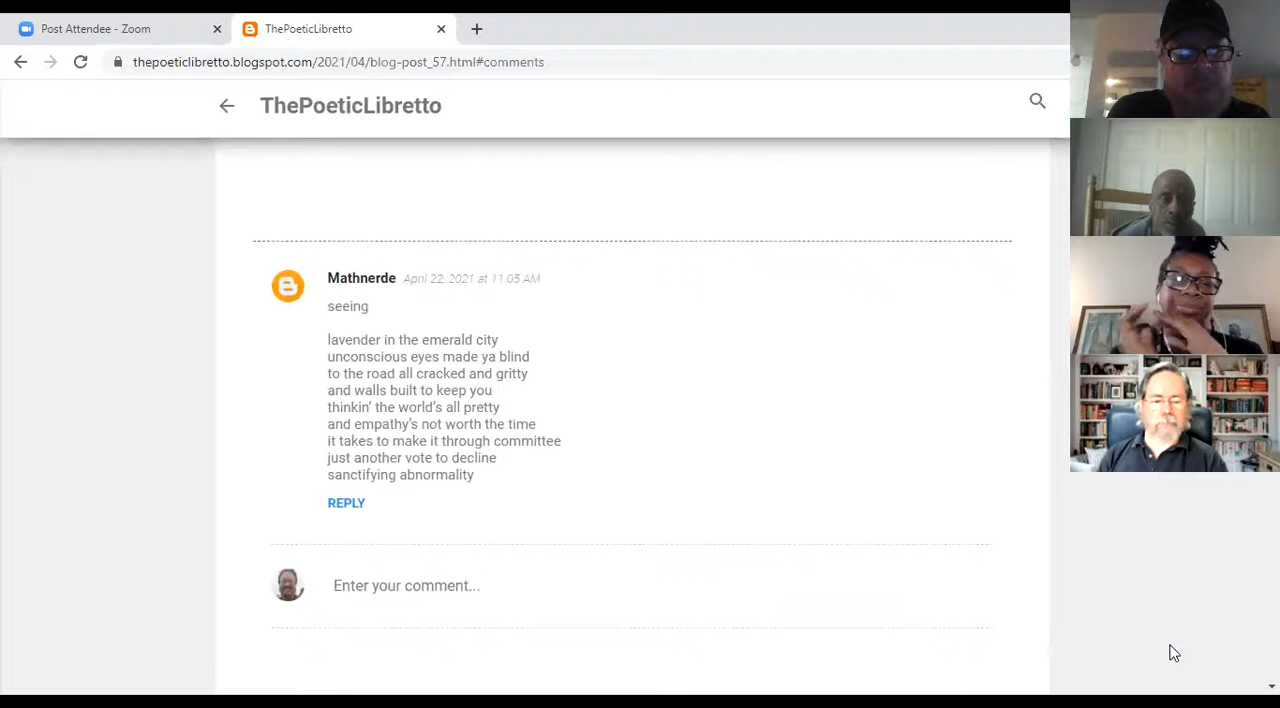 Post Attendee - Zoom
ThePoeticLibretto
thepoeticlibretto.blogspot.com/2021/04/blog-post_57.html#comments
ThePoeticLibretto
Mathnerde April 22, 2021 at 11:05 AM
seeing
lavender in the emerald city
unconscious eyes made ya blind
to the road all cracked and gritty
and walls built to keep you
thinkin’ the world’s all pretty
and empathy’s not worth the time
it takes to make it through committee
just another vote to decline
sanctifying abnormality
REPLY
Enter your comment...